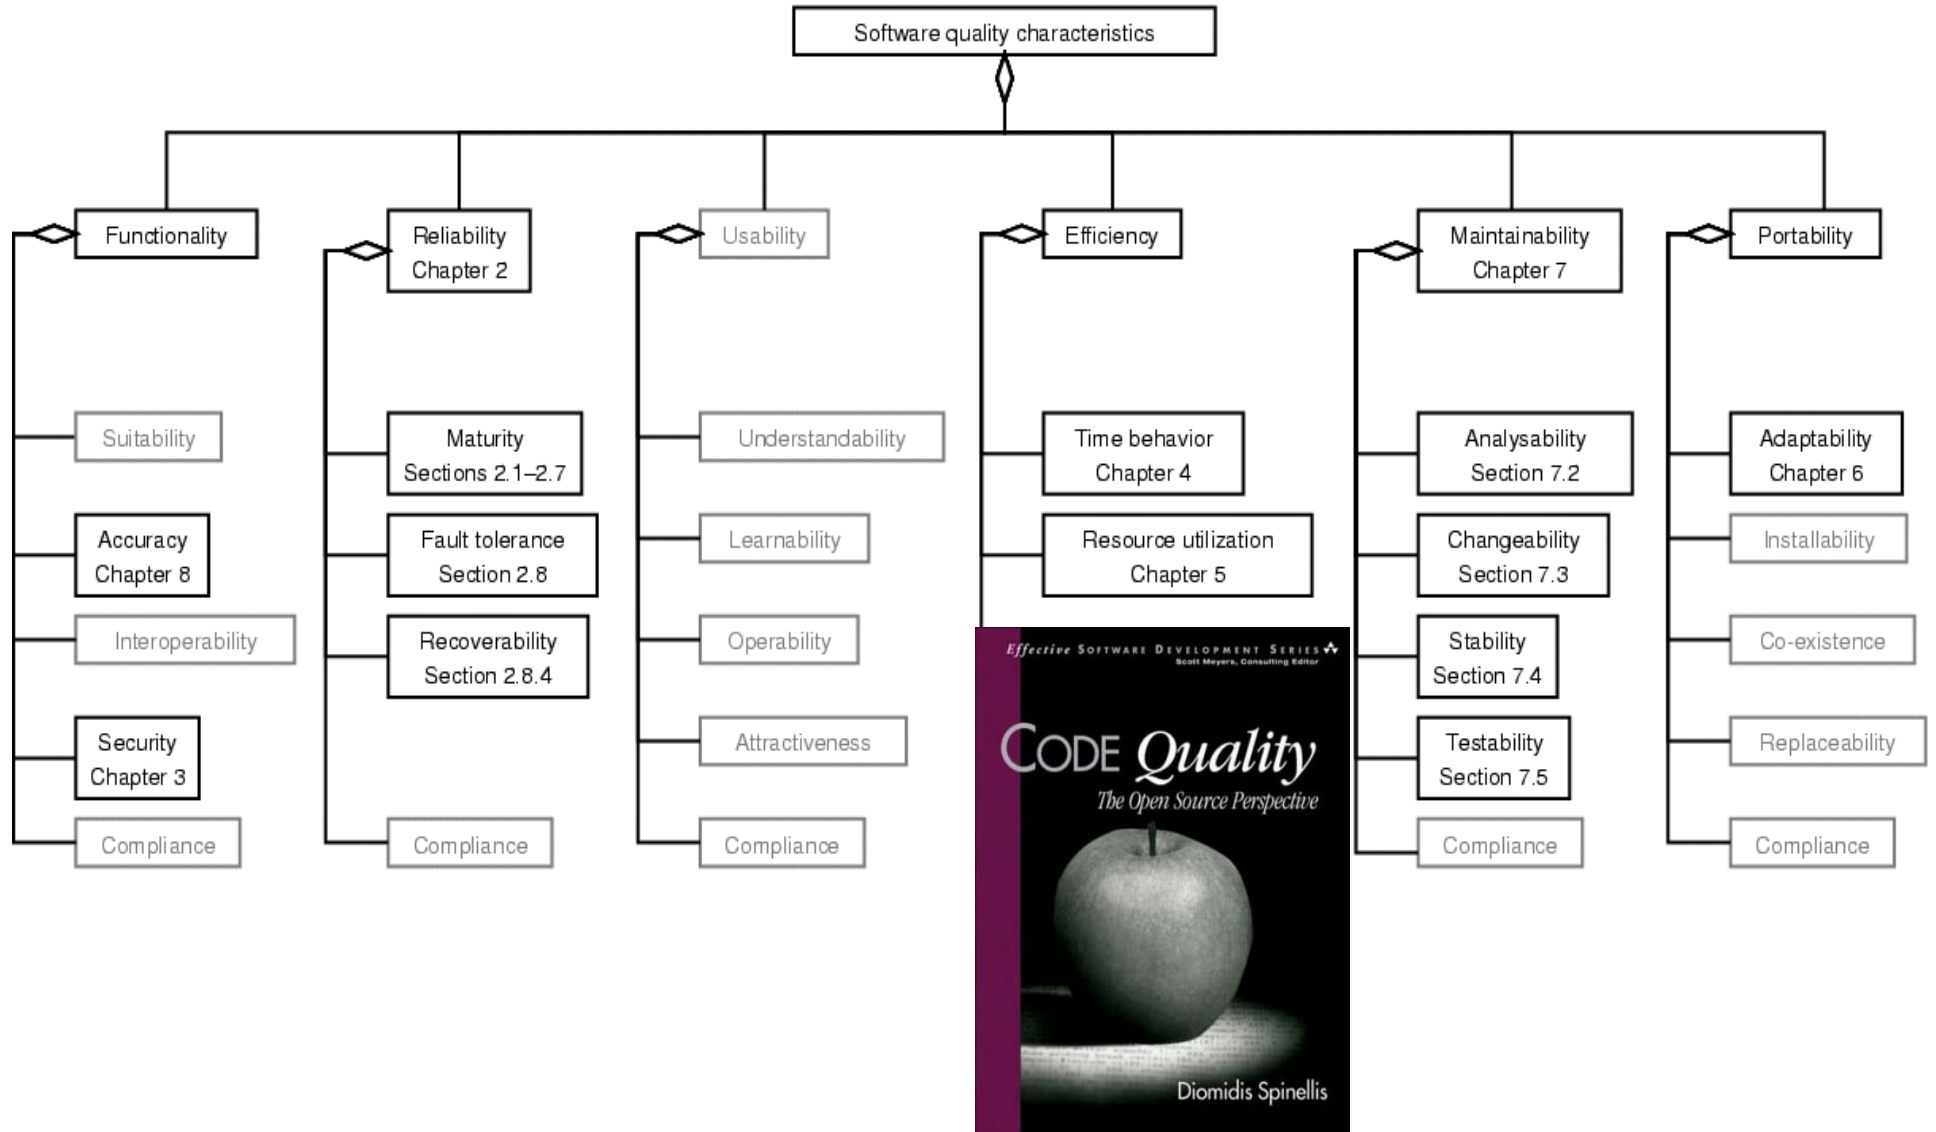 Software quality characteristics
Functionality
Suitability
Accuracy
Chapter 8
Interoperability
Security
Chapter 3
Compliance
Reliability
Chapter 2
Maturity
Sections 2.1–2.7
Fault tolerance
Section 2.8
Recoverability
Section 2.8.4
Compliance
Usability
Understandability
Learnability
Operability
Attractiveness
Compliance
Efficiency
Time behavior
Chapter 4
Resource utilization
Chapter 5
Effective SOFTWARE DEVELOPMENT SERIES
Scott Meyers, Consulting Editor
CODE Quality
The Open Source Perspective
Diomidis Spinellis
Maintainability
Chapter 7
Analysability
Section 7.2
Changeability
Section 7.3
Stability
Section 7.4
Testability
Section 7.5
Compliance
Portability
Adaptability
Chapter 6
Installability
Co-existence
Replaceability
Compliance